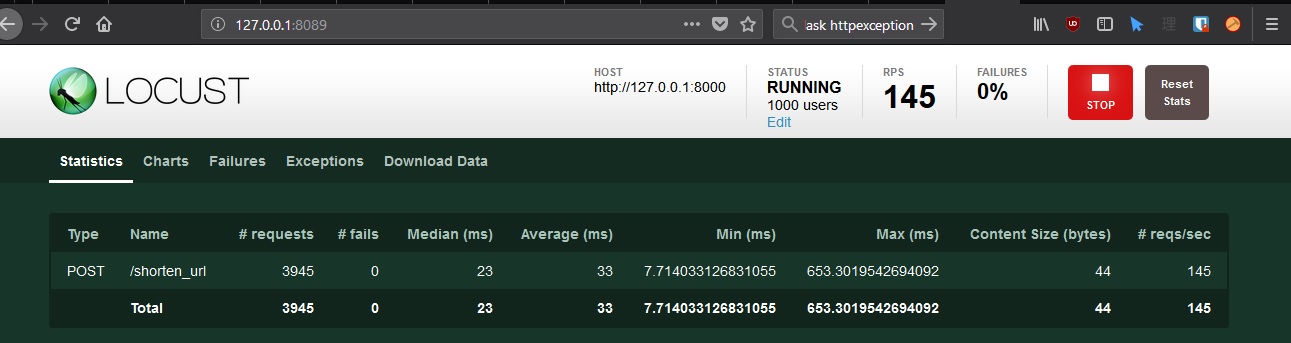 127.0.0.1:8089
ask httpexception
LOCUST
HOST
http://127.0.0.1:8000
STATUS
RUNNING
1000 users
Edit
RPS
145
FAILURES
0%
STOP
Reset
Stats
Statistics Charts Failures Exceptions Download Data
Type Name # requests # fails Median (ms) Average (ms) Min (ms) Max (ms) Content Size (bytes) # reqs/sec
POST /shorten_url 3945 0 23 33 7.714033126831055 653.3019542694092 44 145
Total 3945 0 23 33 7.714033126831055 653.3019542694092 44 145